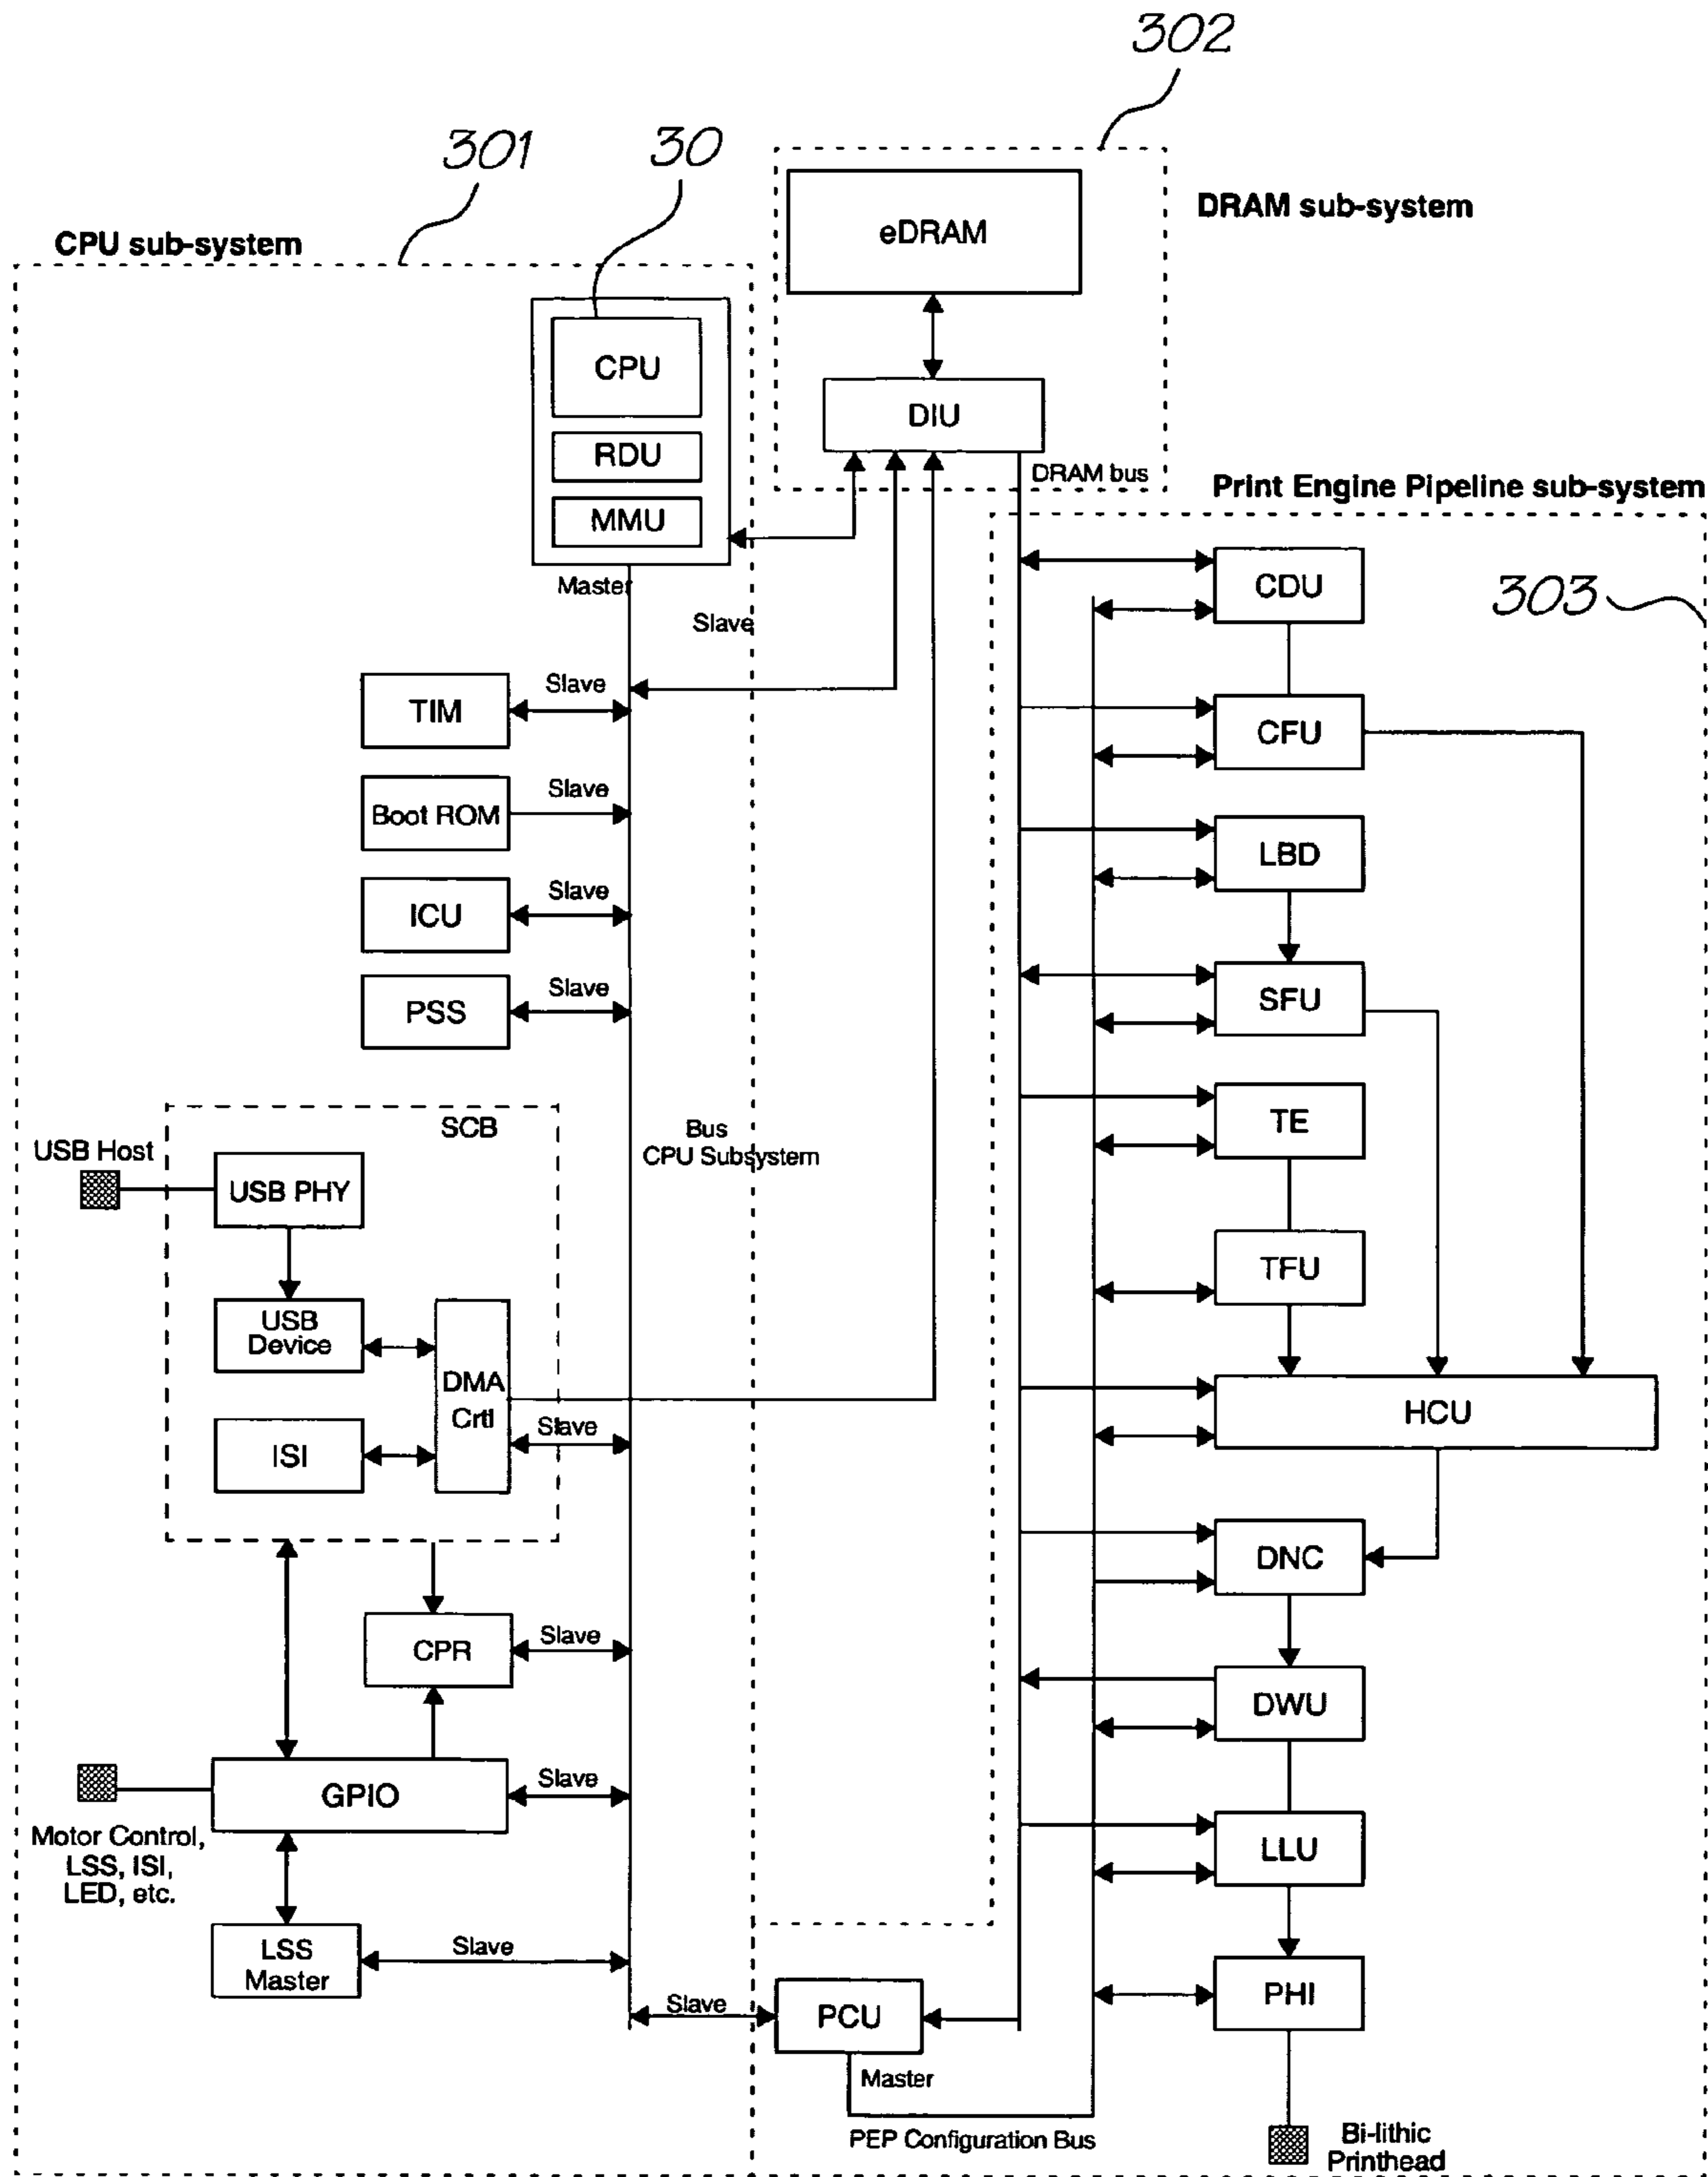 302
301
30
DRAM sub-system
eDRAM
CPU sub-system
CPU
DIU
RDU
DRAM bus
Print Engine Pipeline sub-system
MMU
Master
CDU
303
Slave
TIM
Slave
CFU
Boot ROM
Slave
LBD
ICU
Slave
PSS
Slave
SFU
SCB
TE
USB Host
Bus
CPU Subsystem
USB PHY
TFU
USB
Device
DMA
Crtl
HCU
Slave
ISI
DNC
CPR
Slave
DWU
GPIO
Slave
Motor Control,
LSS, ISI,
LED, etc.
LLU
LSS
Master
Slave
PHI
Slave
PCU
Master
PEP Configuration Bus
Bi-lithic
Printhead